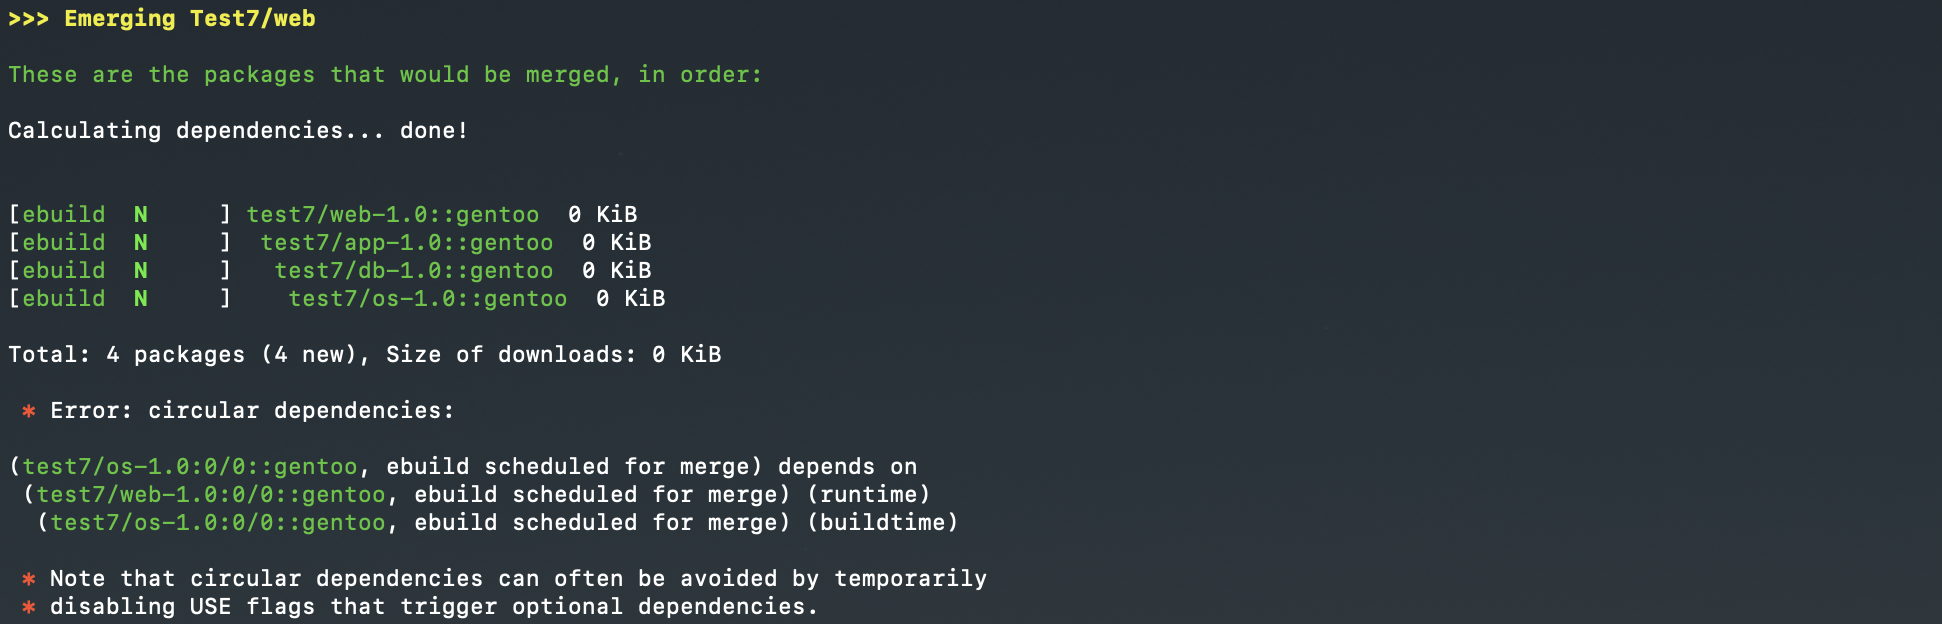 >>> Emerging Test7/web
These are the packages that would be merged, in order:
Calculating dependencies... done!
[ebuild  N     ] test7/web-1.0::gentoo  0 KiB
[ebuild  N     ]  test7/app-1.0::gentoo  0 KiB
[ebuild  N     ]   test7/db-1.0::gentoo  0 KiB
[ebuild  N     ]    test7/os-1.0::gentoo  0 KiB
Total: 4 packages (4 new), Size of downloads: 0 KiB
 * Error: circular dependencies:
(test7/os-1.0:0/0::gentoo, ebuild scheduled for merge) depends on
 (test7/web-1.0:0/0::gentoo, ebuild scheduled for merge) (runtime)
  (test7/os-1.0:0/0::gentoo, ebuild scheduled for merge) (buildtime)
 * Note that circular dependencies can often be avoided by temporarily
 * disabling USE flags that trigger optional dependencies.